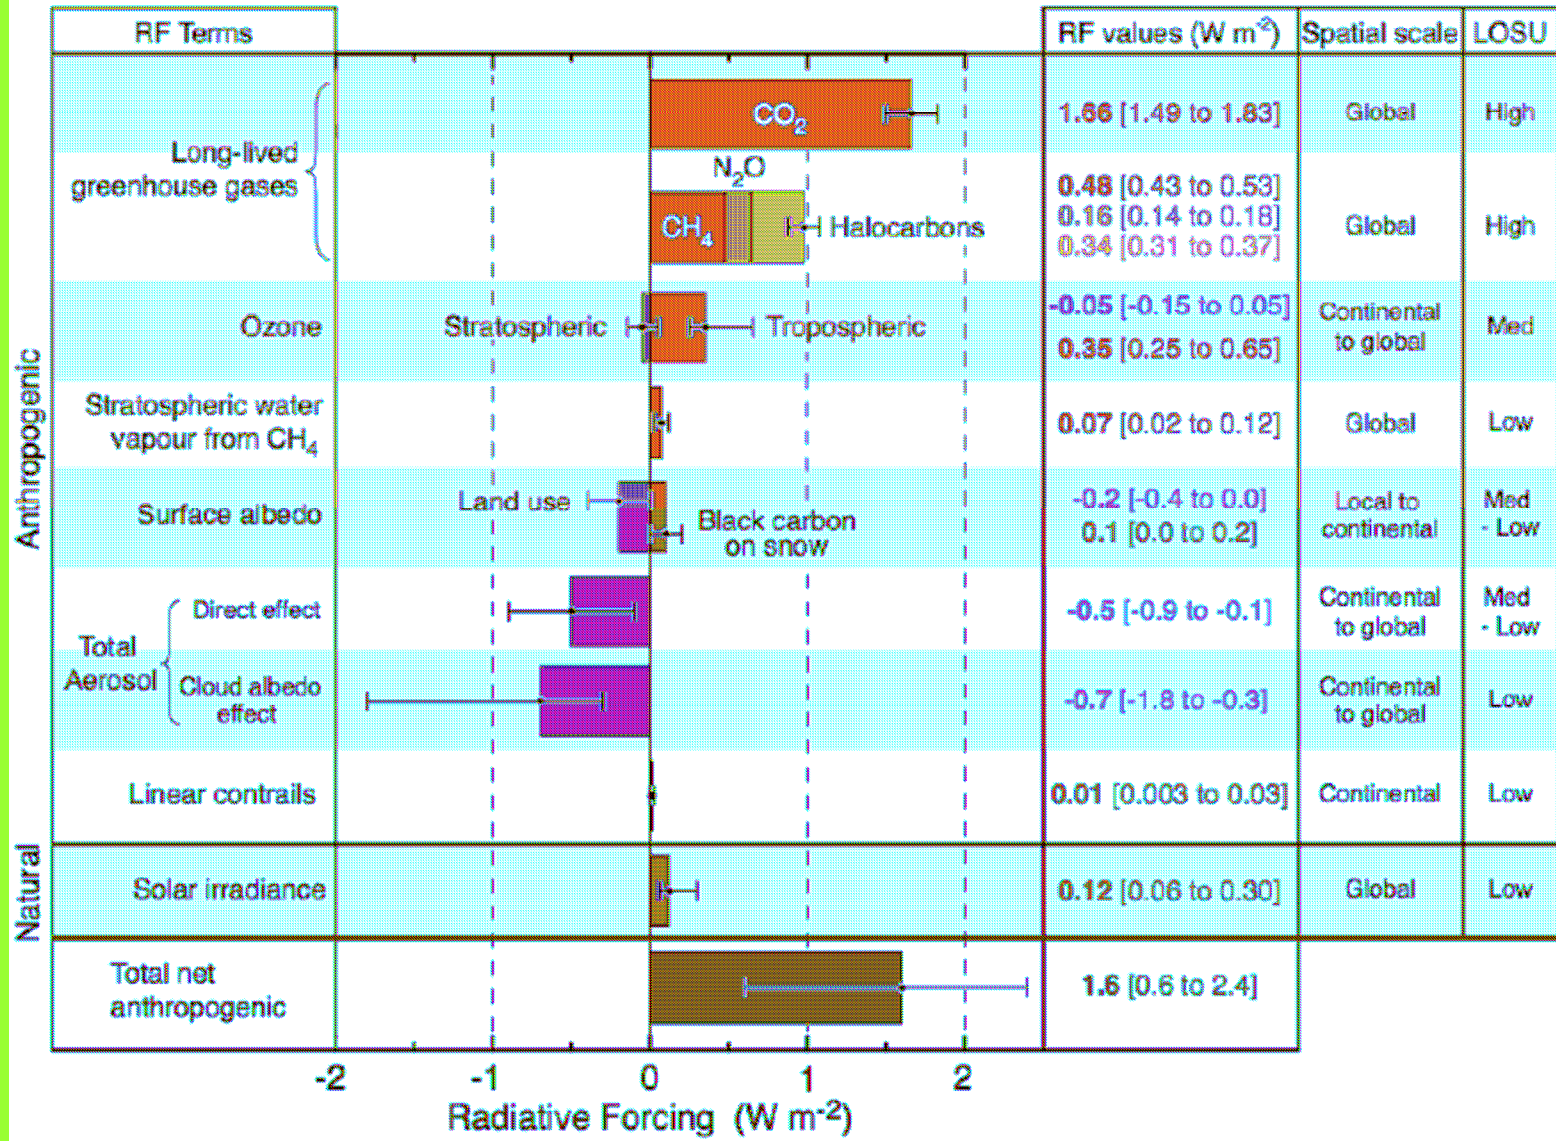 RF Terms
RF values (W m-2)
Spatial scale
LOSU
Anthropogenic
Long-lived
greenhouse gases
CO2
1.66 [1.49 to 1.83]
Global
High
N2O
CH4
Halocarbons
0.48 [0.43 to 0.53]
0.16 [0.14 to 0.18]
0.34 [0.31 to 0.37]
Global
High
Ozone
Stratospheric
Tropospheric
-0.05 [-0.15 to 0.05]
0.35 [0.25 to 0.65]
Continental
to global
Med
Stratospheric water
vapour from CH4
0.07 [0.02 to 0.12]
Global
Low
Surface albedo
Land use
Black carbon
on snow
-0.2 [-0.4 to 0.0]
0.1 [0.0 to 0.2]
Local to
continental
Med
- Low
Total
Aerosol
Direct effect
-0.5 [-0.9 to -0.1]
Continental
to global
Med
- Low
Cloud albedo
effect
-0.7 [-1.8 to -0.3]
Continental
to global
Low
Linear contrails
0.01 [0.003 to 0.03]
Continental
Low
Natural
Solar irradiance
0.12 [0.06 to 0.30]
Global
Low
Total net
anthropogenic
1.6 [0.6 to 2.4]
-2 -1 0 1 2
Radiative Forcing (W m-2)